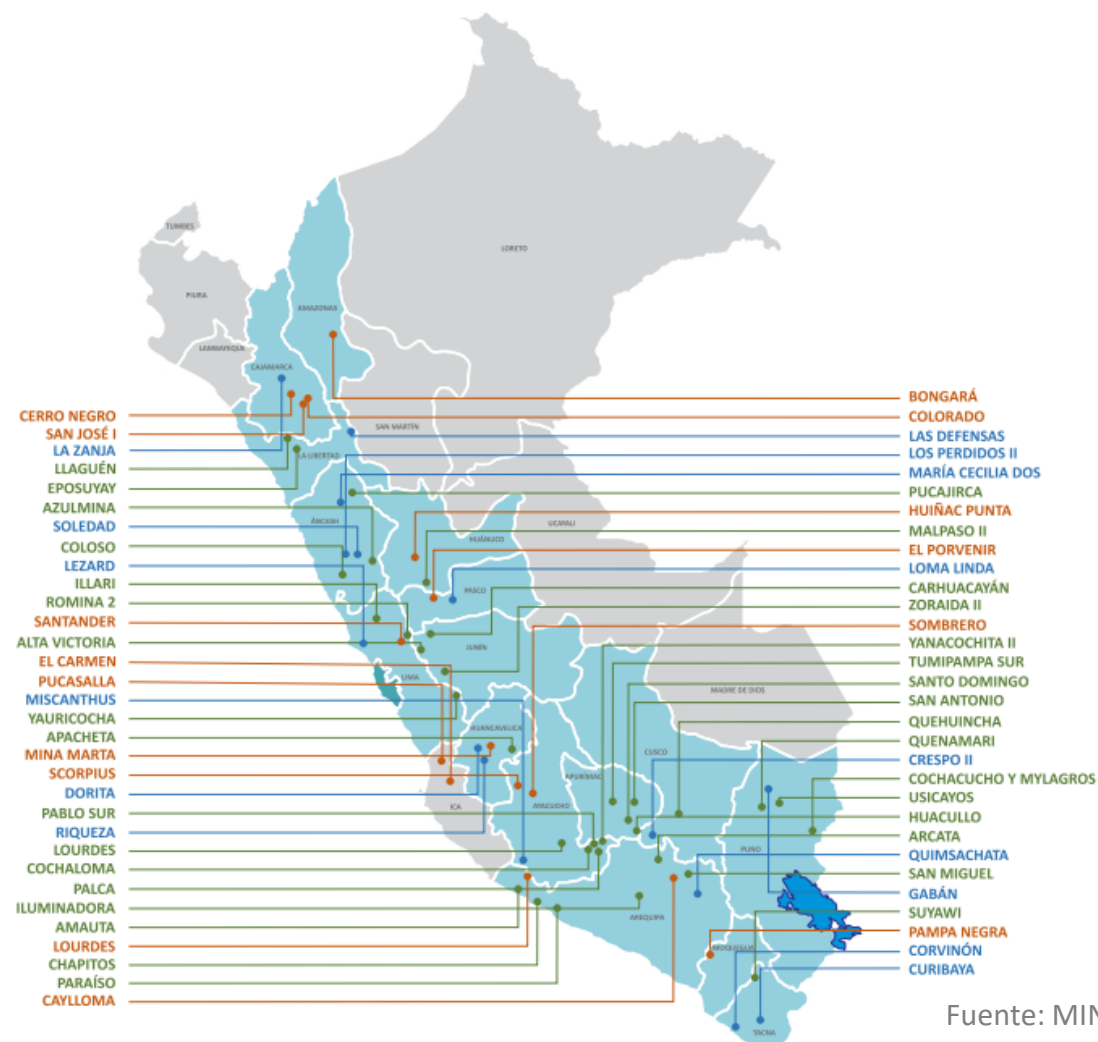 TUMBES
PIURA
LAMBAYEQUE
CAJAMARCA
AMAZONAS
LORETO
SAN MARTÍN
LA LIBERTAD
ÁNCASH
HUÁNUCO
UCAYALI
PASCO
JUNÍN
LIMA
MADRE DE DIOS
HUANCAVELICA
CUSCO
APURÍMAC
AYACUCHO
ICA
PUNO
AREQUIPA
MOQUEGUA
TACNA
CERRO NEGRO
SAN JOSÉ I
LA ZANJA
LLAGUÉN
EPOSUYAY
AZULMINA
SOLEDAD
COLOSO
LEZARD
ILLARI
ROMINA 2
SANTANDER
ALTA VICTORIA
EL CARMEN
PUCASALLA
MISCANTHUS
YAURICOCHA
APACHETA
MINA MARTA
SCORPIUS
DORITA
PABLO SUR
RIQUEZA
LOURDES
COCHALOMA
PALCA
ILUMINADORA
AMAUTA
LOURDES
CHAPITOS
PARAÍSO
CAYLLOMA
BONGARÁ
COLORADO
LAS DEFENSAS
LOS PERDIDOS II
MARÍA CECILIA DOS
PUCAJIRCA
HUIÑAC PUNTA
MALPASO II
EL PORVENIR
LOMA LINDA
CARHUACAYÁN
ZORAIDA II
SOMBRERO
YANACOCHITA II
TUMIPAMPA SUR
SANTO DOMINGO
SAN ANTONIO
QUEHUINCHA
QUENAMARI
CRESPO II
COCHACUCHO Y MYLAGROS
USICAYOS
HUACULLO
ARCATA
QUIMSACHATA
SAN MIGUEL
GABÁN
SUYAWI
PAMPA NEGRA
CORVINÓN
CURIBAYA
Fuente: MIN